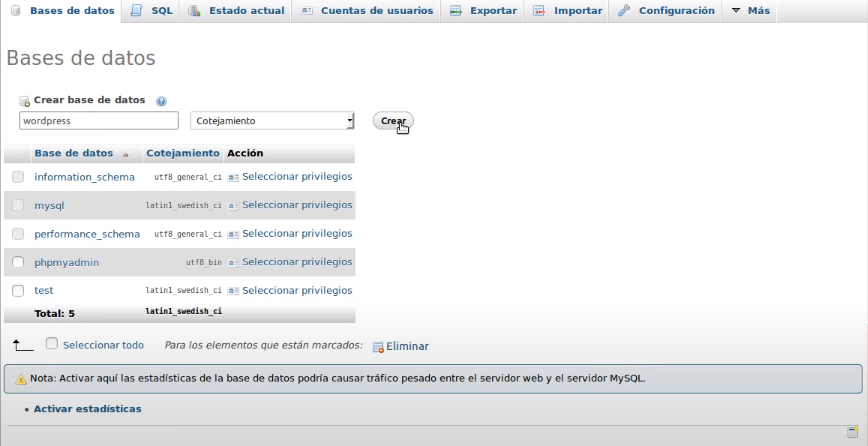 Bases de datos SQL Estado actual Cuentas de usuarios Exportar Importar Configuración Más
Bases de datos
Crear base de datos
wordpress Cotejamiento Crear
Base de datos Cotejamiento Acción
information_schema utf8_general_ci Seleccionar privilegios
mysql latin1_swedish_ci Seleccionar privilegios
performance_schema utf8_general_ci Seleccionar privilegios
phpmyadmin utf8_bin Seleccionar privilegios
test latin1_swedish_ci Seleccionar privilegios
Total: 5 latin1_swedish_ci
Seleccionar todo Para los elementos que están marcados: Eliminar
Nota: Activar aquí las estadísticas de la base de datos podría causar tráfico pesado entre el servidor web y el servidor MySQL.
• Activar estadísticas